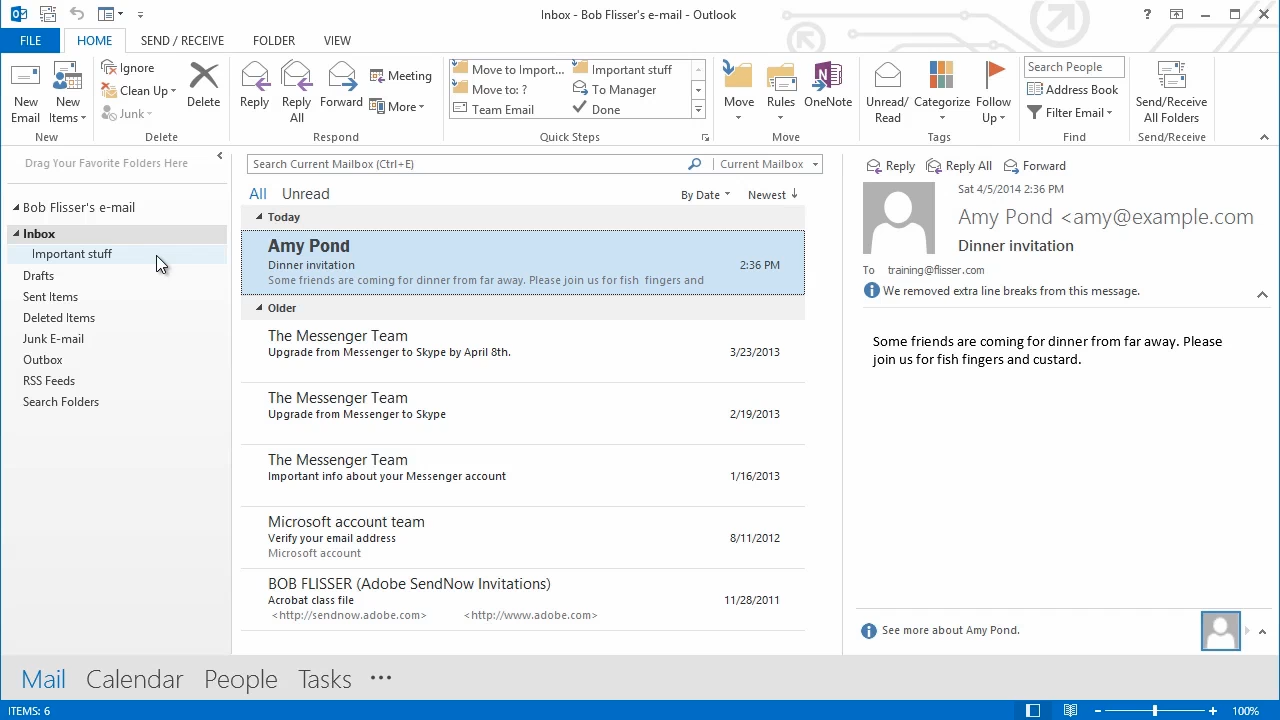 Inbox - Bob Flisser's e-mail - Outlook
?
FILE HOME SEND / RECEIVE FOLDER VIEW
New Email
New Items
Ignore
Clean Up
Junk
Delete
Reply
Reply All
Forward
Meeting
More
Move to Import...
Move to: ?
Team Email
Important stuff
To Manager
Done
Move
Rules
OneNote
Unread/ Read
Categorize
Follow Up
Search People
Address Book
Filter Email
Send/Receive All Folders
New Delete Respond Quick Steps Move Tags Find Send/Receive
Drag Your Favorite Folders Here
Bob Flisser's e-mail
Inbox
Important stuff
Drafts
Sent Items
Deleted Items
Junk E-mail
Outbox
RSS Feeds
Search Folders
Search Current Mailbox (Ctrl+E) Current Mailbox
All Unread By Date Newest
Today
Amy Pond
Dinner invitation 2:36 PM
Some friends are coming for dinner from far away. Please join us for fish fingers and
Older
The Messenger Team
Upgrade from Messenger to Skype by April 8th. 3/23/2013
The Messenger Team
Upgrade from Messenger to Skype 2/19/2013
The Messenger Team
Important info about your Messenger account 1/16/2013
Microsoft account team
Verify your email address 8/11/2012
Microsoft account
BOB FLISSER (Adobe SendNow Invitations)
Acrobat class file 11/28/2011
<http://sendnow.adobe.com> <http://www.adobe.com>
Reply Reply All Forward
Sat 4/5/2014 2:36 PM
Amy Pond <amy@example.com
Dinner invitation
To training@flisser.com
We removed extra line breaks from this message.
Some friends are coming for dinner from far away. Please
join us for fish fingers and custard.
See more about Amy Pond.
Mail Calendar People Tasks •••
ITEMS: 6 100%